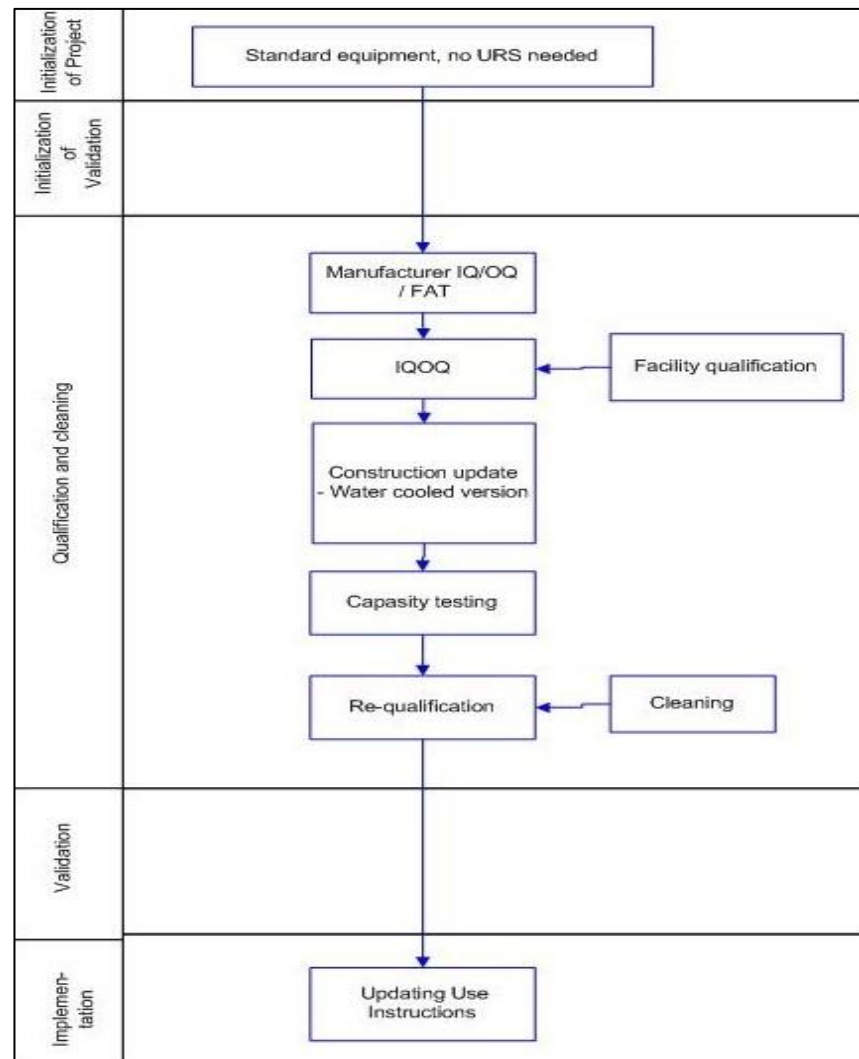 Initialization
of Project
Standard equipment, no URS needed
Initialization
of
Validation
Qualification and cleaning
Manufacturer IQ/OQ
/ FAT
IQOQ
Facility qualification
Construction update
- Water cooled version
Capasity testing
Re-qualification
Cleaning
Validation
Implemen-
tation
Updating Use
Instructions